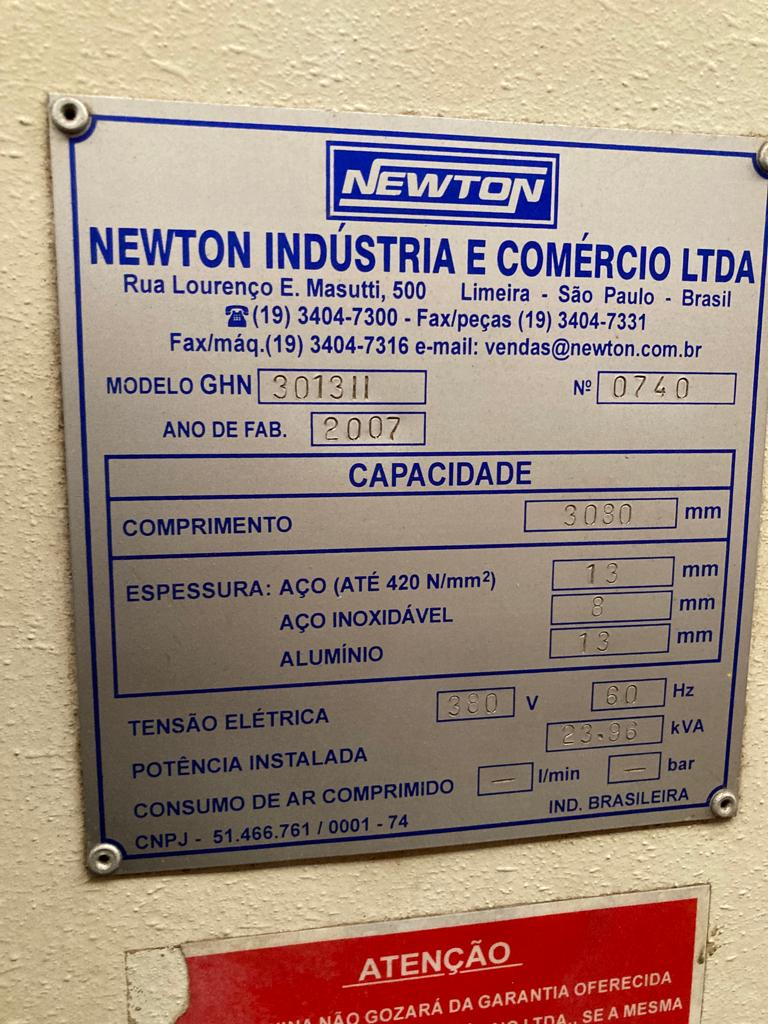 NEWTON
NEWTON INDÚSTRIA E COMÉRCIO LTDA
Rua Lourenço E. Masutti, 500 Limeira - São Paulo - Brasil
☎(19) 3404-7300 - Fax/peças (19) 3404-7331
Fax/máq.(19) 3404-7316 e-mail: vendas@newton.com.br
MODELO GHN 3013II Nº 0740
ANO DE FAB. 2007
CAPACIDADE
COMPRIMENTO 3080 mm
ESPESSURA: AÇO (ATÉ 420 N/mm²) 13 mm
AÇO INOXIDÁVEL 8 mm
ALUMÍNIO 13 mm
TENSÃO ELÉTRICA 380 V 60 Hz
POTÊNCIA INSTALADA 23.96 kVA
CONSUMO DE AR COMPRIMIDO — l/min — bar
CNPJ - 51.466.761 / 0001 - 74 IND. BRASILEIRA
ATENÇÃO
NÃO GOZARÁ DA GARANTIA OFERECIDA
LTDA., SE A MESMA